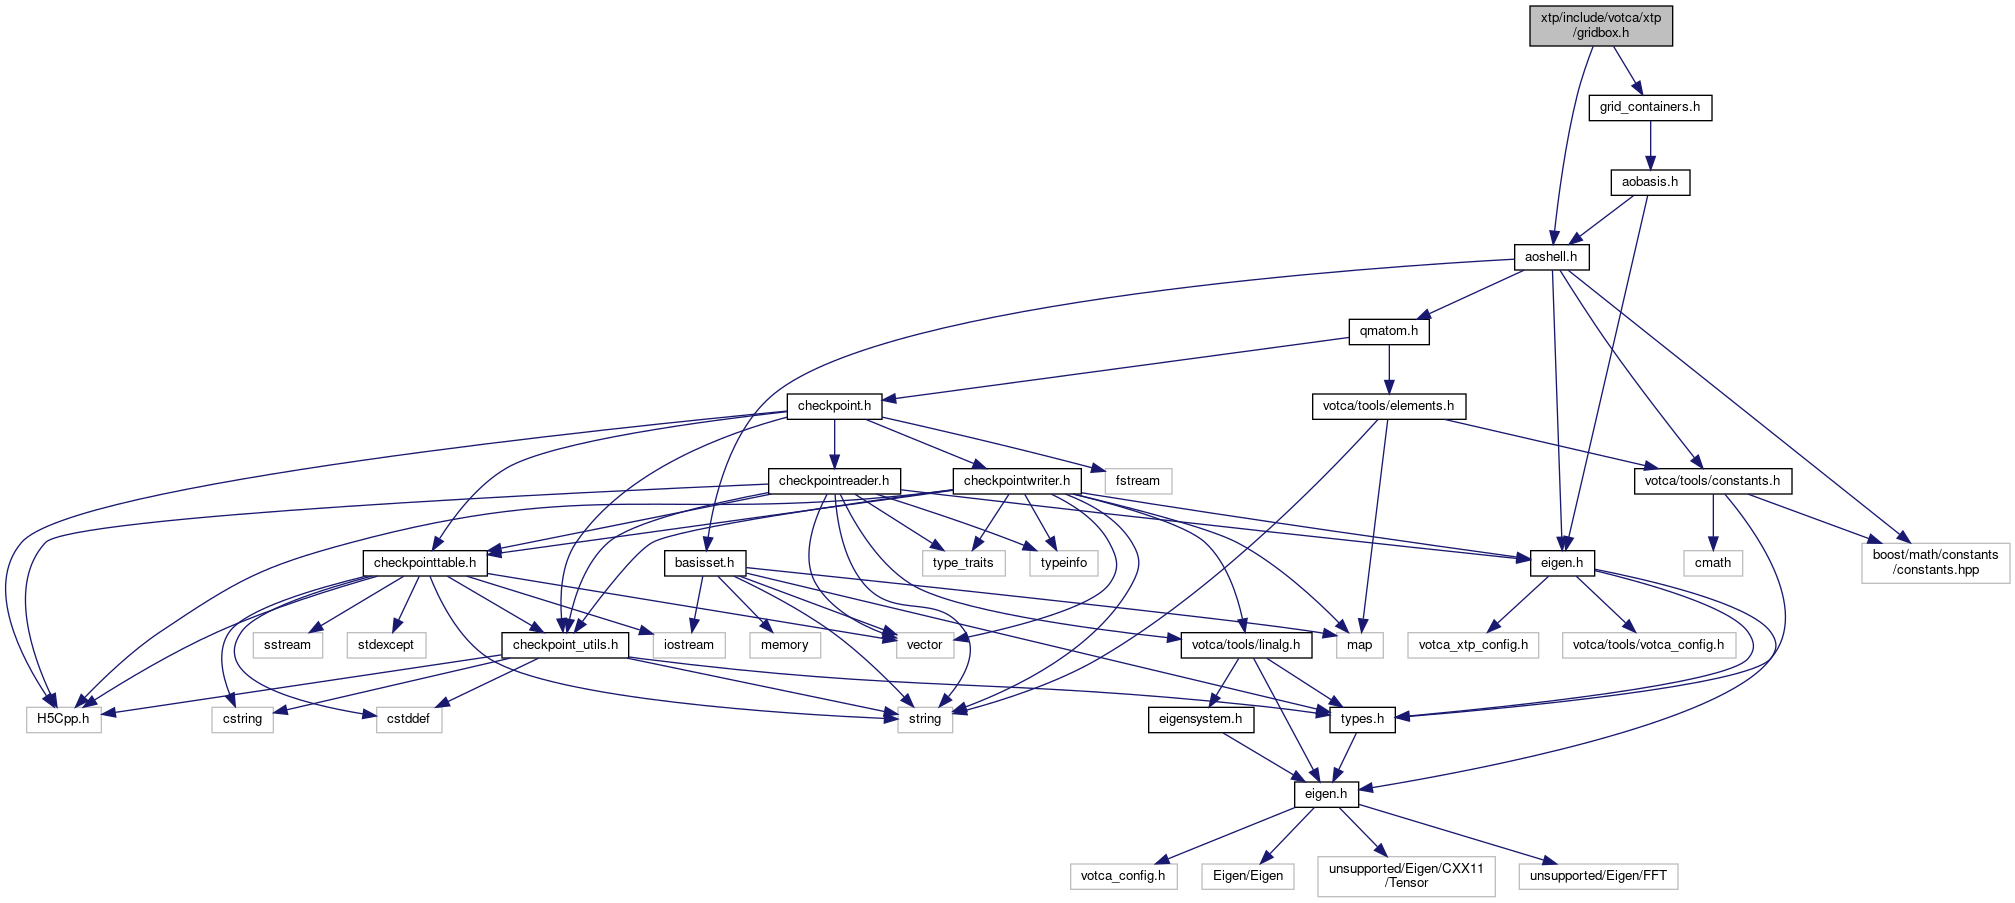 xtp/include/votca/xtp
/gridbox.h
grid_containers.h
aobasis.h
aoshell.h
qmatom.h
checkpoint.h
votca/tools/elements.h
checkpointreader.h
checkpointwriter.h
fstream
votca/tools/constants.h
checkpointtable.h
basisset.h
type_traits
typeinfo
eigen.h
cmath
boost/math/constants
/constants.hpp
sstream
stdexcept
checkpoint_utils.h
iostream
memory
vector
votca/tools/linalg.h
map
votca_xtp_config.h
votca/tools/votca_config.h
H5Cpp.h
cstring
cstddef
string
eigensystem.h
types.h
eigen.h
votca_config.h
Eigen/Eigen
unsupported/Eigen/CXX11
/Tensor
unsupported/Eigen/FFT